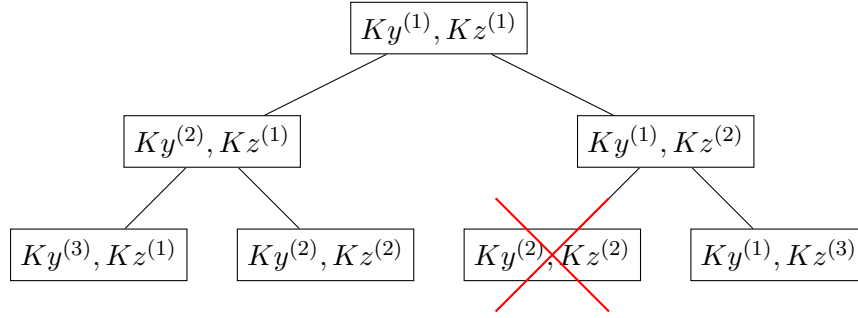 Ky^{(1)}, Kz^{(1)}
Ky^{(2)}, Kz^{(1)}
Ky^{(1)}, Kz^{(2)}
Ky^{(3)}, Kz^{(1)}
Ky^{(2)}, Kz^{(2)}
Ky^{(2)}, Kz^{(2)}
Ky^{(1)}, Kz^{(3)}